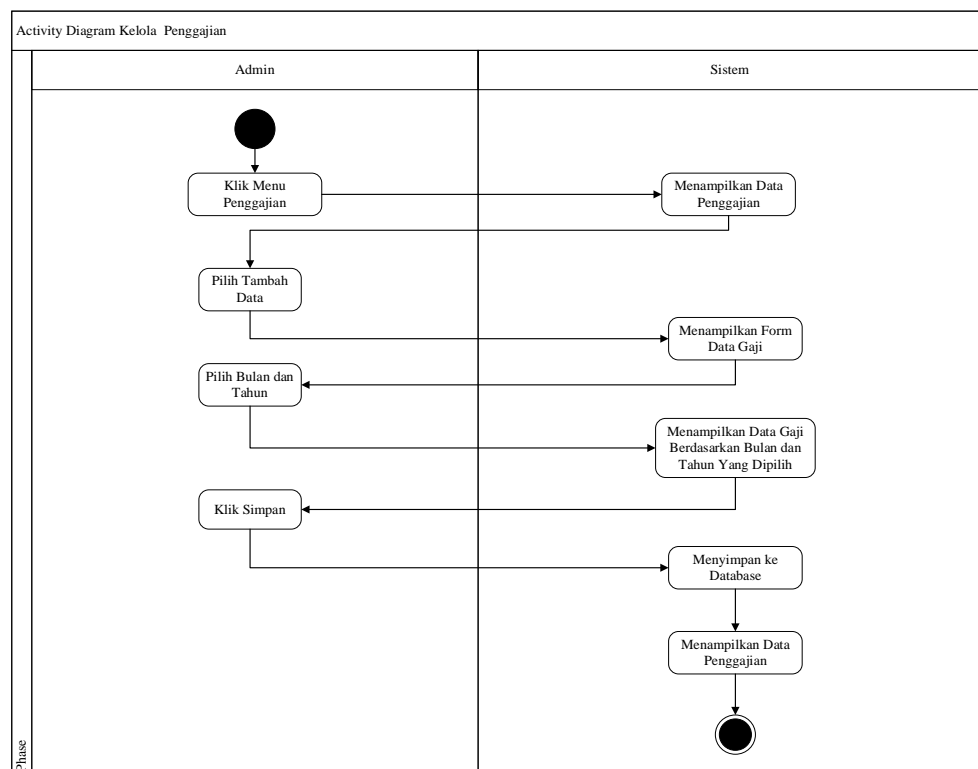 Activity Diagram Kelola  Penggajian
Admin
Sistem
Klik Menu
Penggajian
Menampilkan Data
Penggajian
Pilih Tambah
Data
Menampilkan Form
Data Gaji
Pilih Bulan dan
Tahun
Menampilkan Data Gaji
Berdasarkan Bulan dan
Tahun Yang Dipilih
Klik Simpan
Menyimpan ke
Database
Menampilkan Data
Penggajian
Phase